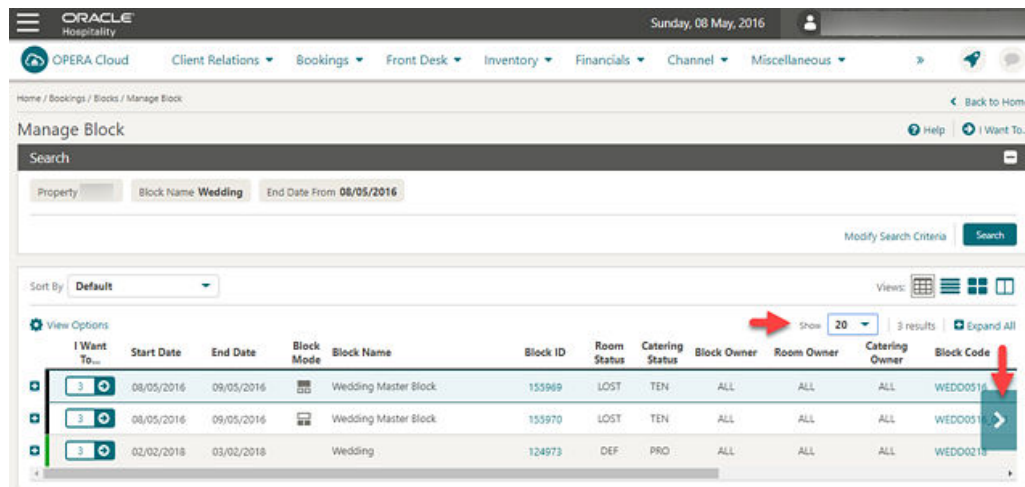 ORACLE
Hospitality
Sunday, 08 May, 2016
OPERA Cloud Client Relations Bookings Front Desk Inventory Financials Channel Miscellaneous »
Home / Bookings / Blocks / Manage Block
Back to Hom
Manage Block
Help I Want To.
Search
Property Block Name Wedding End Date From 08/05/2016
Modify Search Criteria Search
Sort By Default Views:
View Options Show 20 3 results Expand All
I Want To... Start Date End Date Block Mode Block Name Block ID Room Status Catering Status Block Owner Room Owner Catering Owner Block Code
3 08/05/2016 09/05/2016 Wedding Master Block 155969 LOST TEN ALL ALL ALL WEDD0516
3 08/05/2016 09/05/2016 Wedding Master Block 155970 LOST TEN ALL ALL ALL WEDD0516
3 02/02/2018 03/02/2018 Wedding 124973 DEF PRO ALL ALL ALL WEDD0218